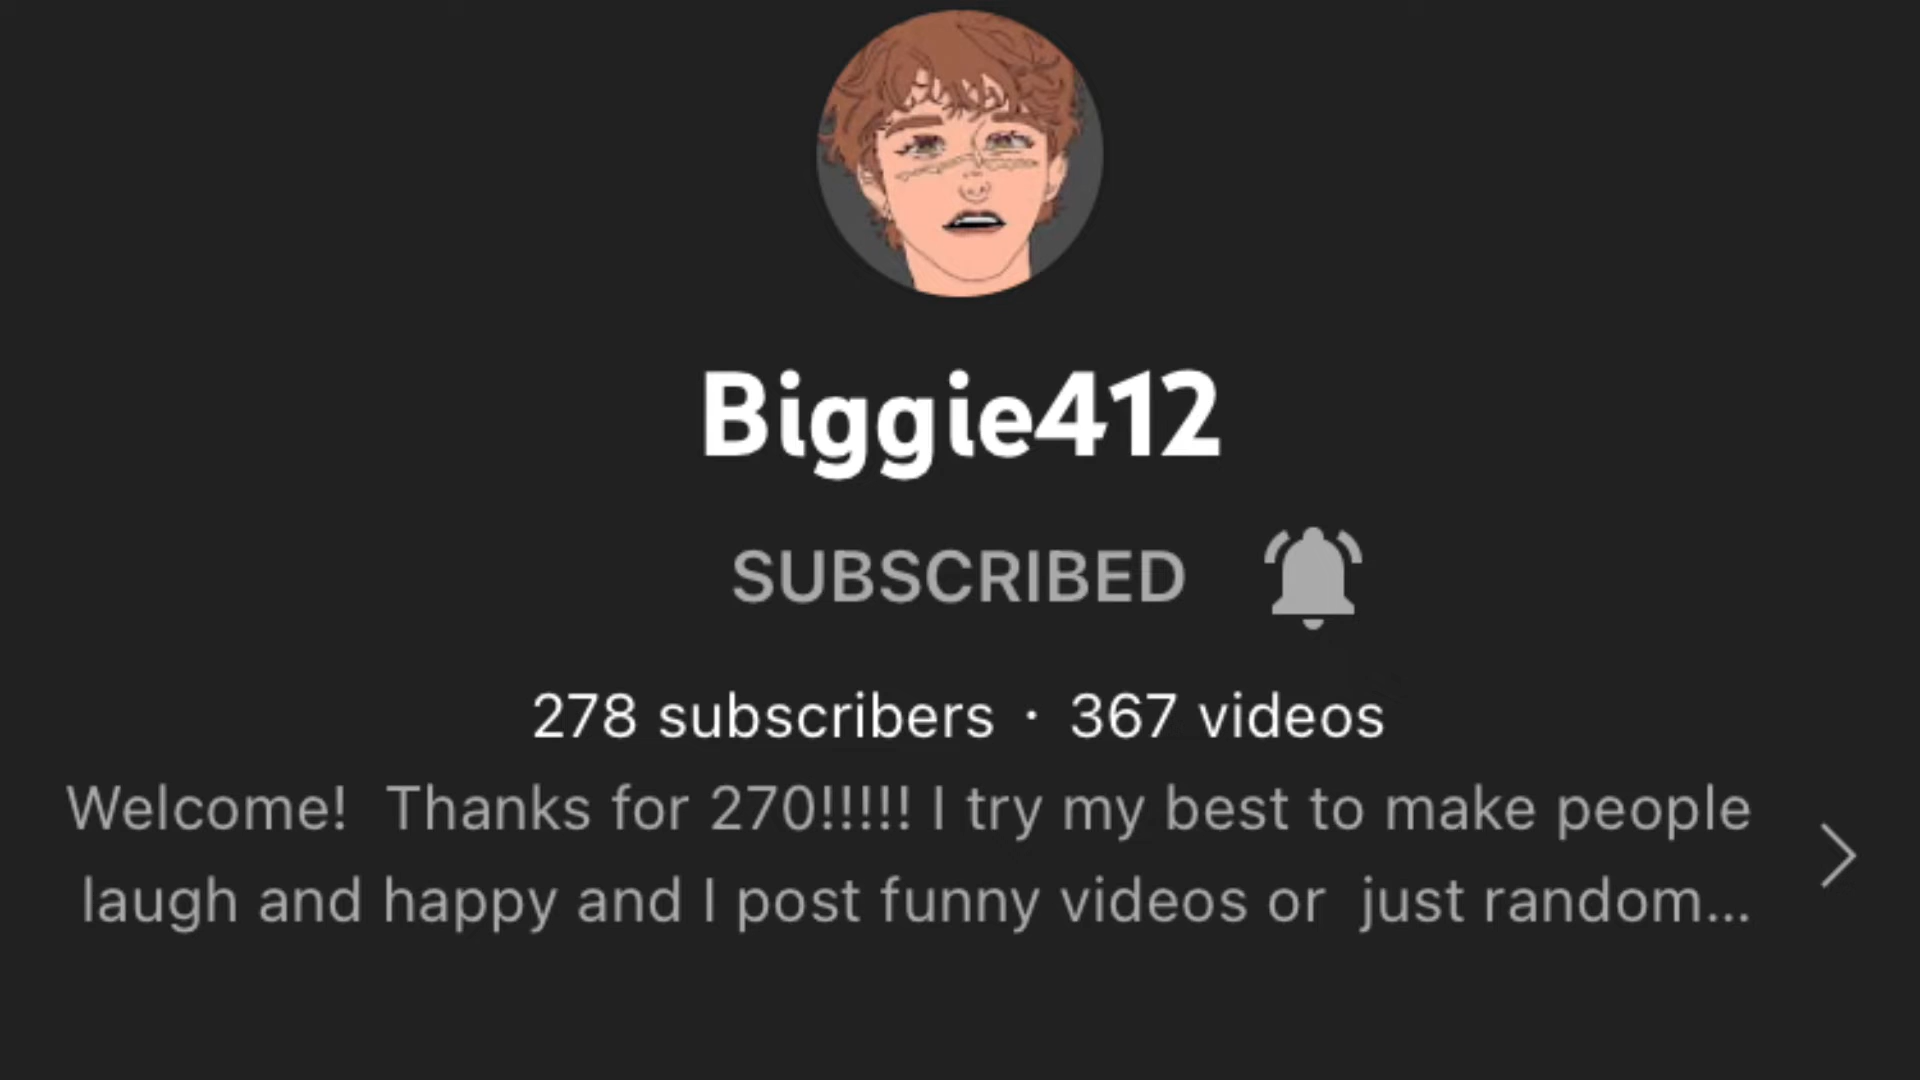 Biggie412
SUBSCRIBED
278 subscribers · 367 videos
Welcome!  Thanks for 270!!!!! I try my best to make people
laugh and happy and I post funny videos or  just random...